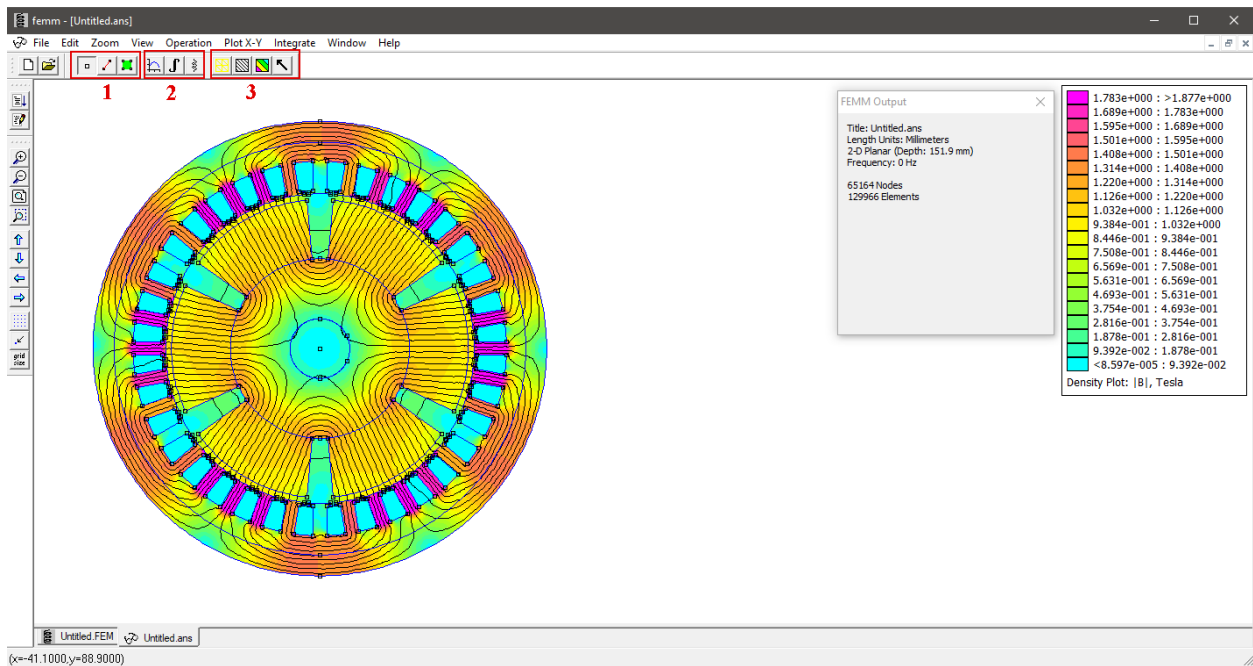 femm - [Untitled.ans]
File Edit Zoom View Operation Plot X-Y Integrate Window Help
1 2 3
FEMM Output
Title: Untitled.ans
Length Units: Millimeters
2-D Planar (Depth: 151.9 mm)
Frequency: 0 Hz
65164 Nodes
129966 Elements
1.783e+000 : >1.877e+000
1.689e+000 : 1.783e+000
1.595e+000 : 1.689e+000
1.501e+000 : 1.595e+000
1.408e+000 : 1.501e+000
1.314e+000 : 1.408e+000
1.220e+000 : 1.314e+000
1.126e+000 : 1.220e+000
1.032e+000 : 1.126e+000
9.384e-001 : 1.032e+000
8.446e-001 : 9.384e-001
7.508e-001 : 8.446e-001
6.569e-001 : 7.508e-001
5.631e-001 : 6.569e-001
4.693e-001 : 5.631e-001
3.754e-001 : 4.693e-001
2.816e-001 : 3.754e-001
1.878e-001 : 2.816e-001
9.392e-002 : 1.878e-001
<8.597e-005 : 9.392e-002
Density Plot: |B|, Tesla
grid
size
Untitled.FEM Untitled.ans
(x=-41.1000,y=88.9000)